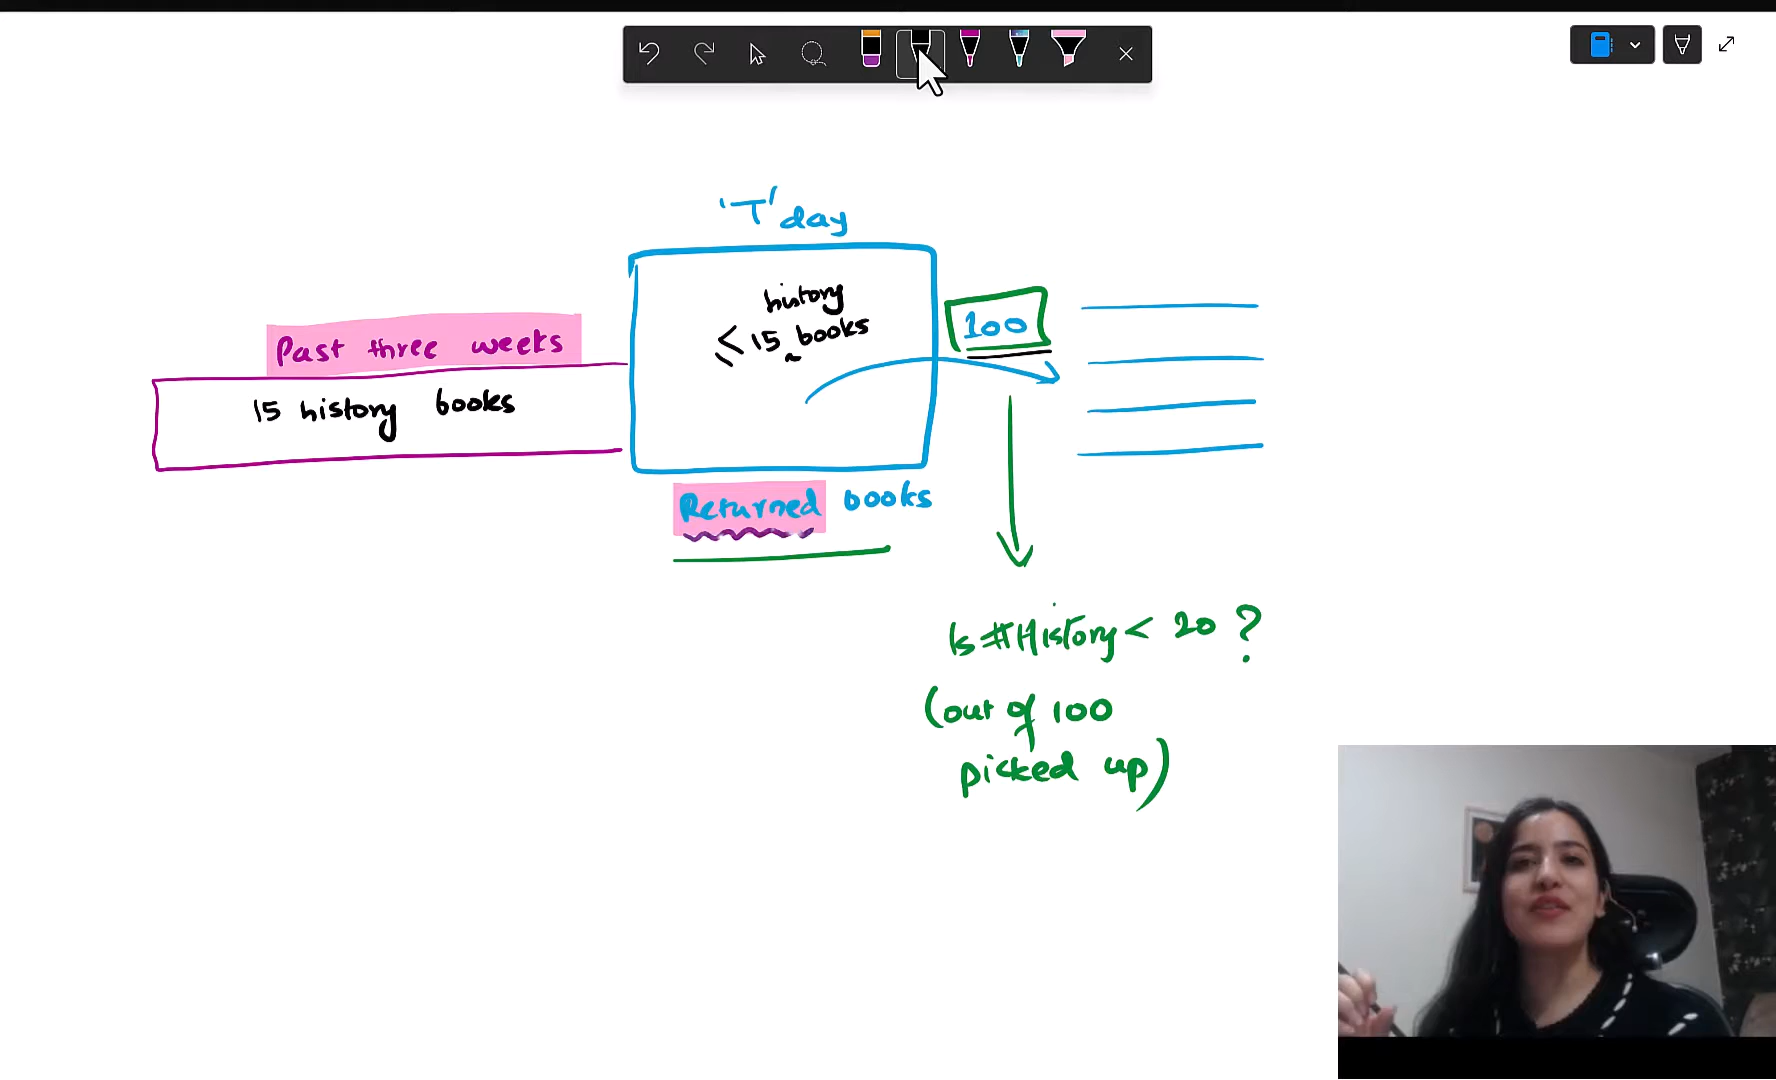 'T' day
history
≤ 15 books
100
Past three weeks
15 history books
Returned books
Is #History < 20 ?
(out of 100
picked up)